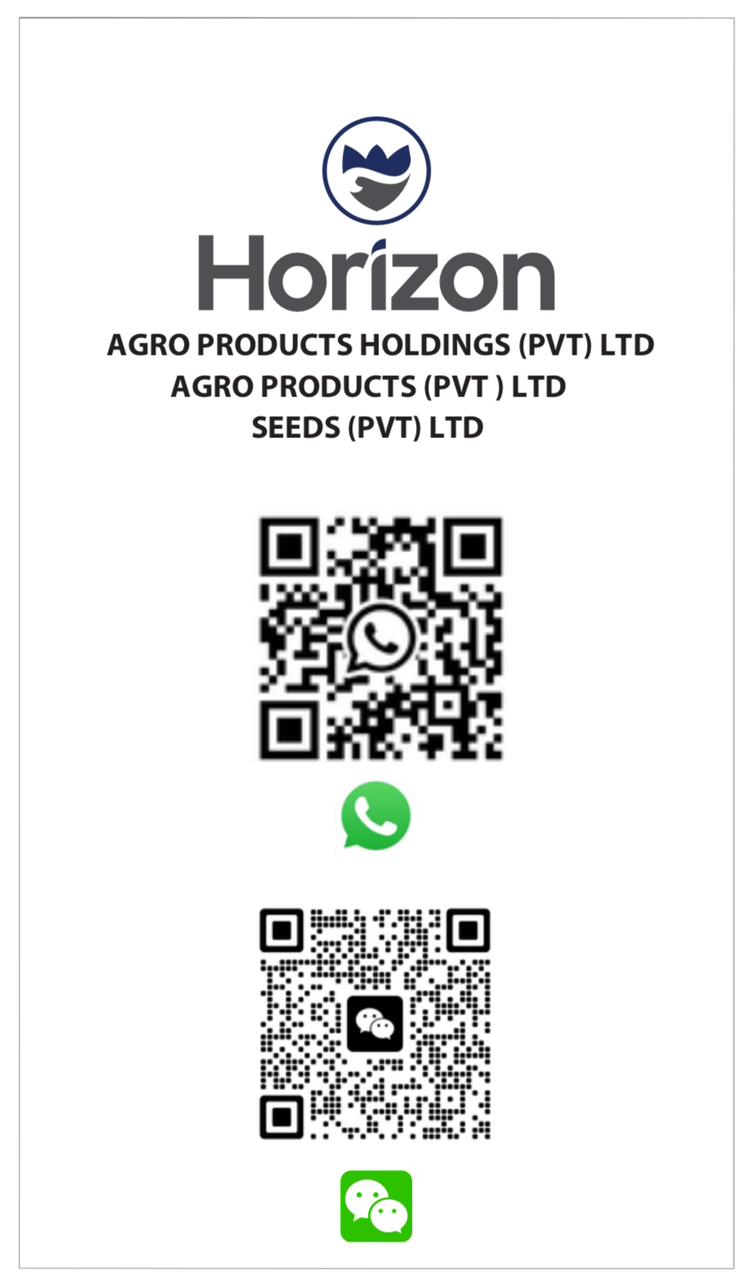 Horizon
AGRO PRODUCTS HOLDINGS (PVT) LTD
AGRO PRODUCTS (PVT ) LTD
SEEDS (PVT) LTD